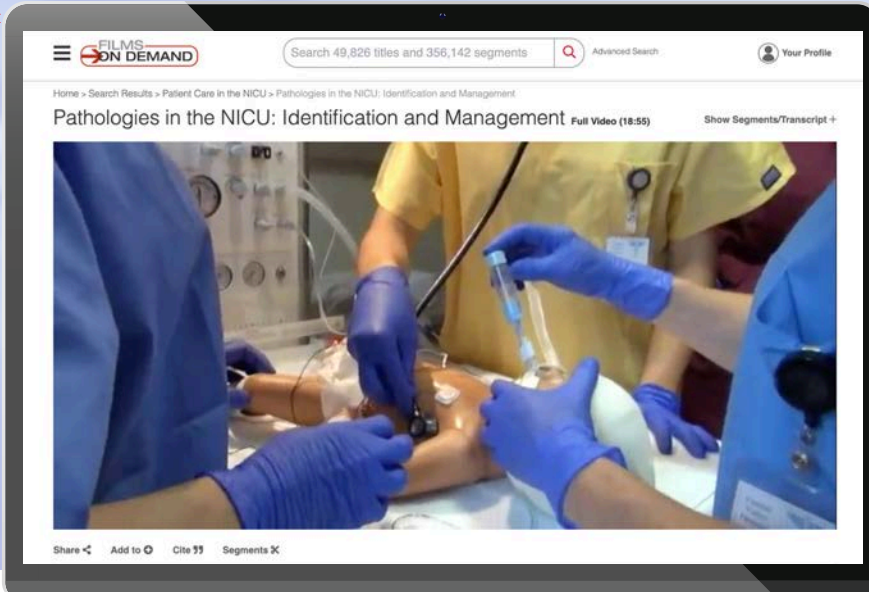 FILMS
ON DEMAND
Search 49,826 titles and 356,142 segments
Advanced Search
Your Profile
Home > Search Results > Patient Care in the NICU > Pathologies in the NICU: Identification and Management
Pathologies in the NICU: Identification and Management Full Video (18:55)
Show Segments/Transcript +
Share
Add to
Cite
Segments